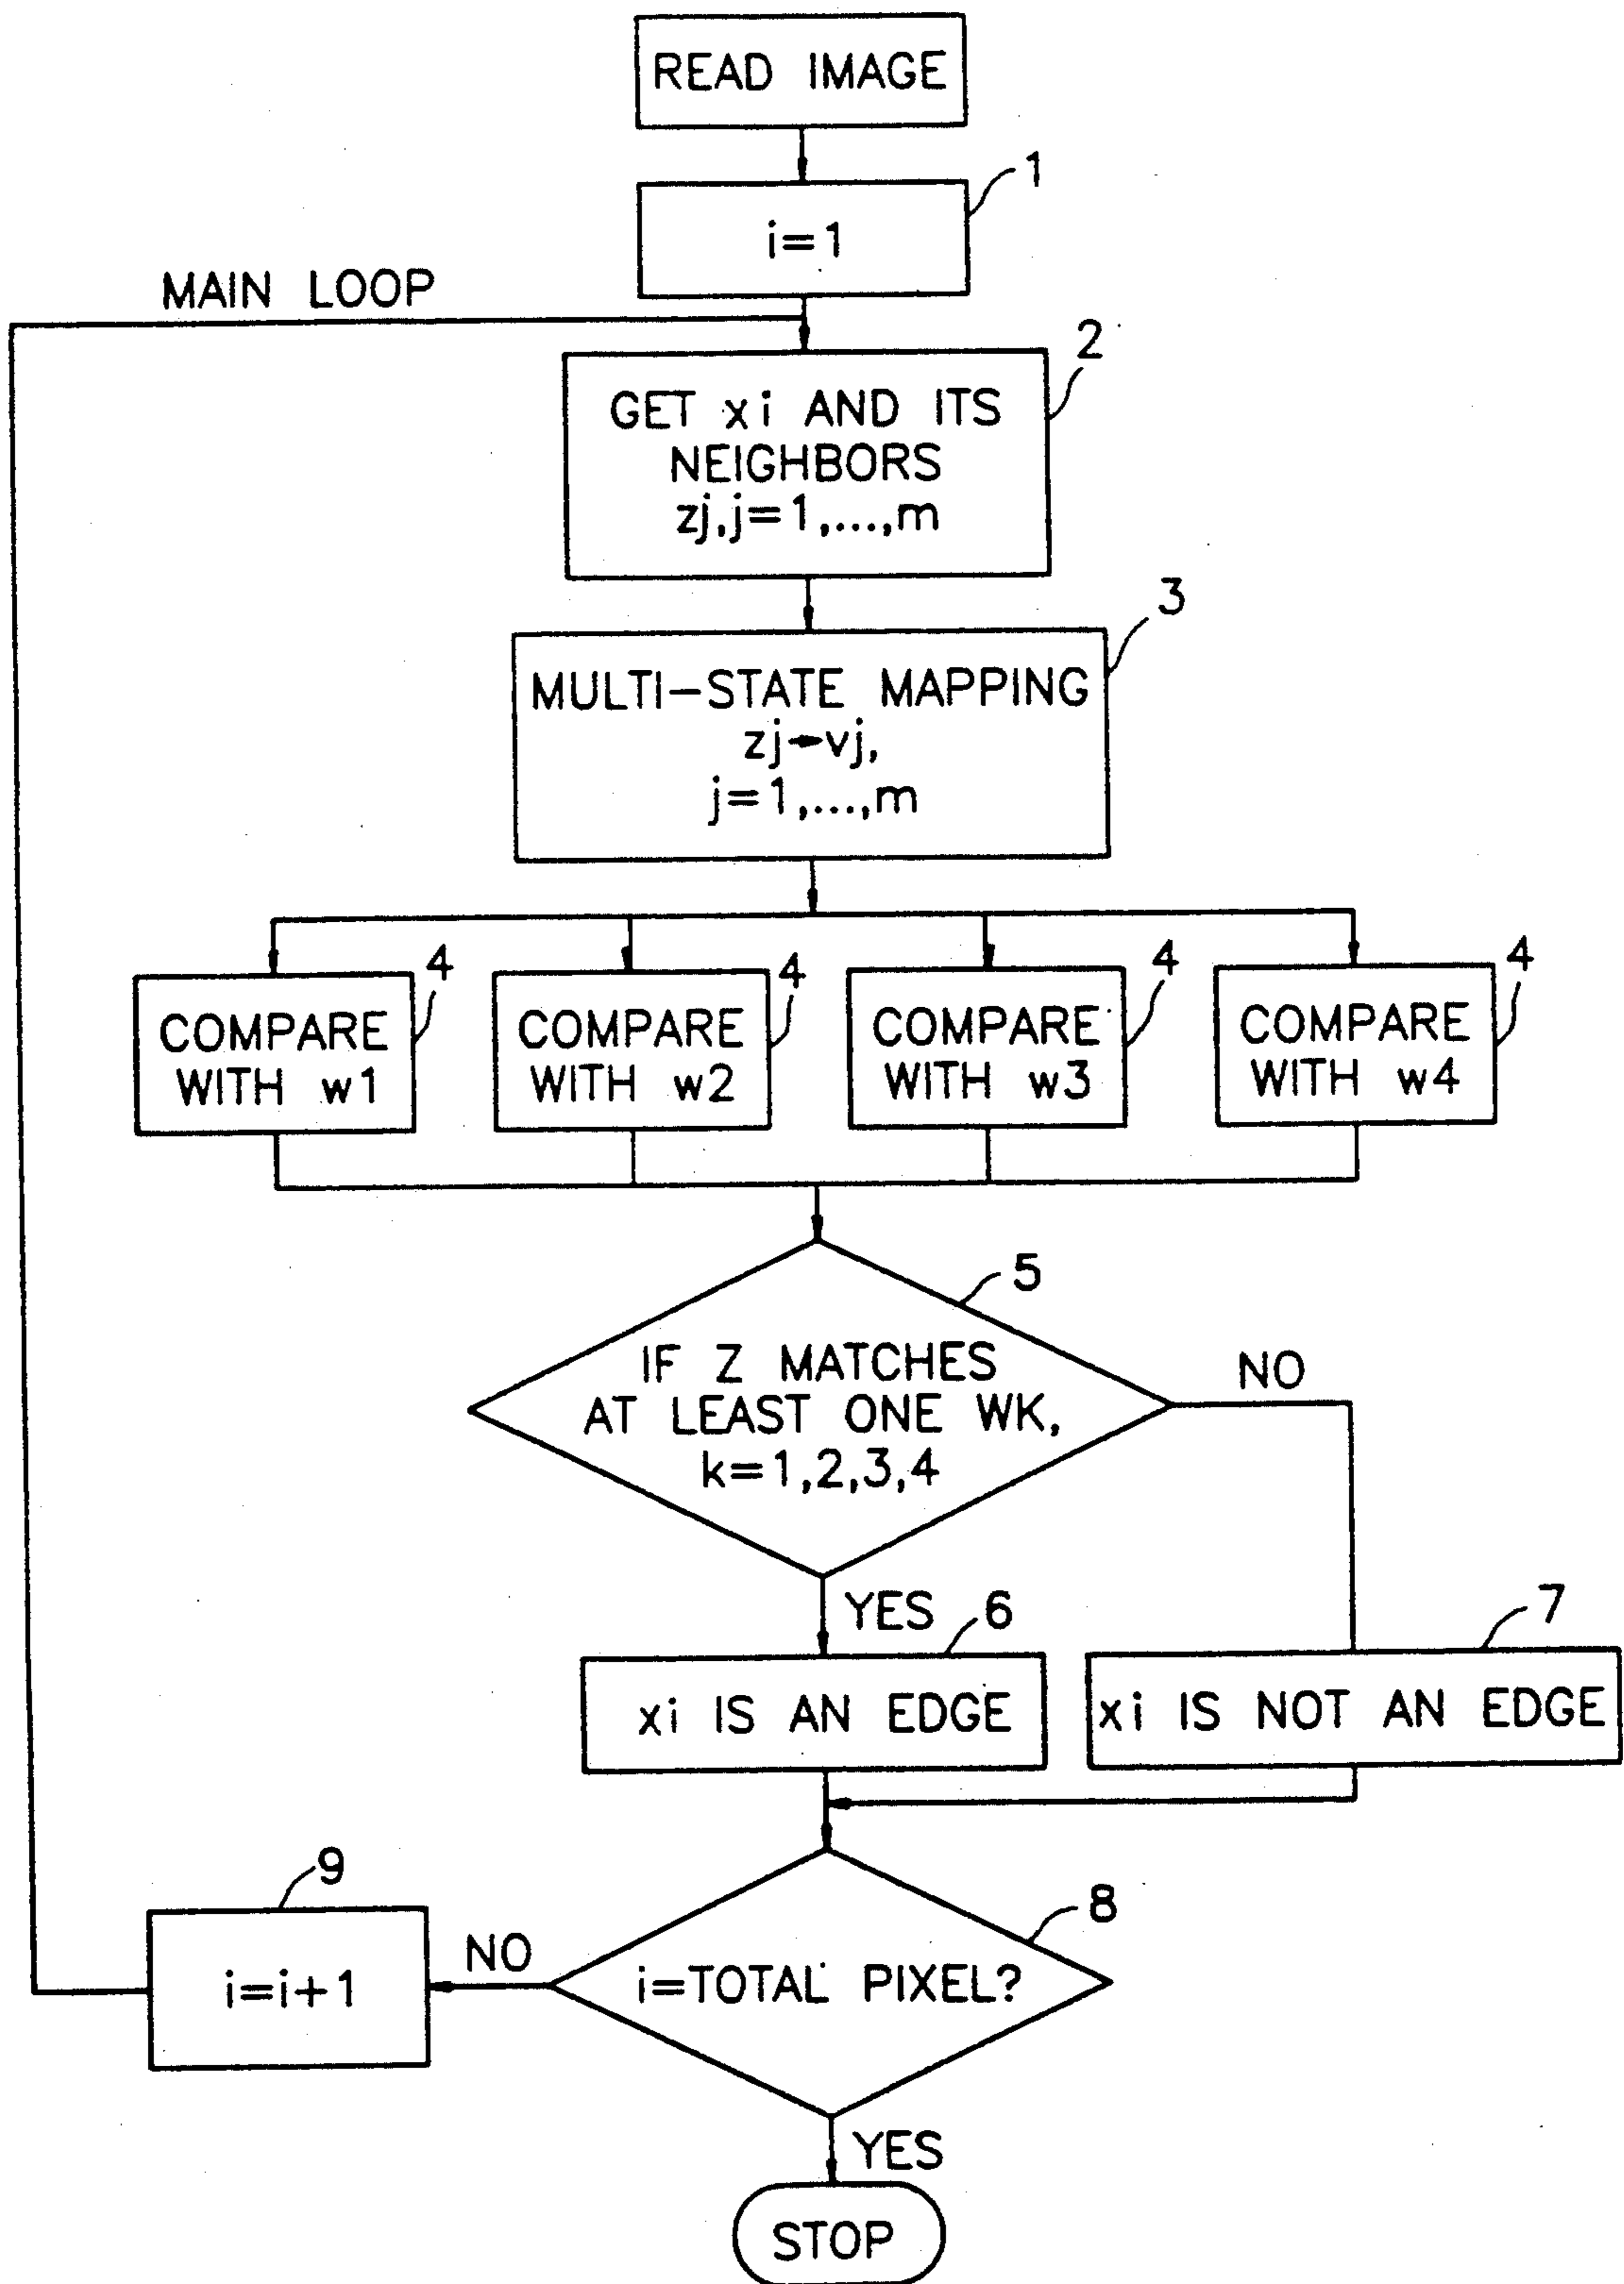 READ IMAGE
1
i=1
MAIN LOOP
2
GET xi AND ITS
NEIGHBORS
zj,j=1,...,m
3
MULTI-STATE MAPPING
zj→vj,
j=1,...,m
4
COMPARE
WITH w1
4
COMPARE
WITH w2
4
COMPARE
WITH w3
4
COMPARE
WITH w4
5
IF Z MATCHES
AT LEAST ONE WK,
k=1,2,3,4
NO
YES
6
xi IS AN EDGE
7
xi IS NOT AN EDGE
8
i=TOTAL PIXEL?
NO
9
i=i+1
YES
STOP